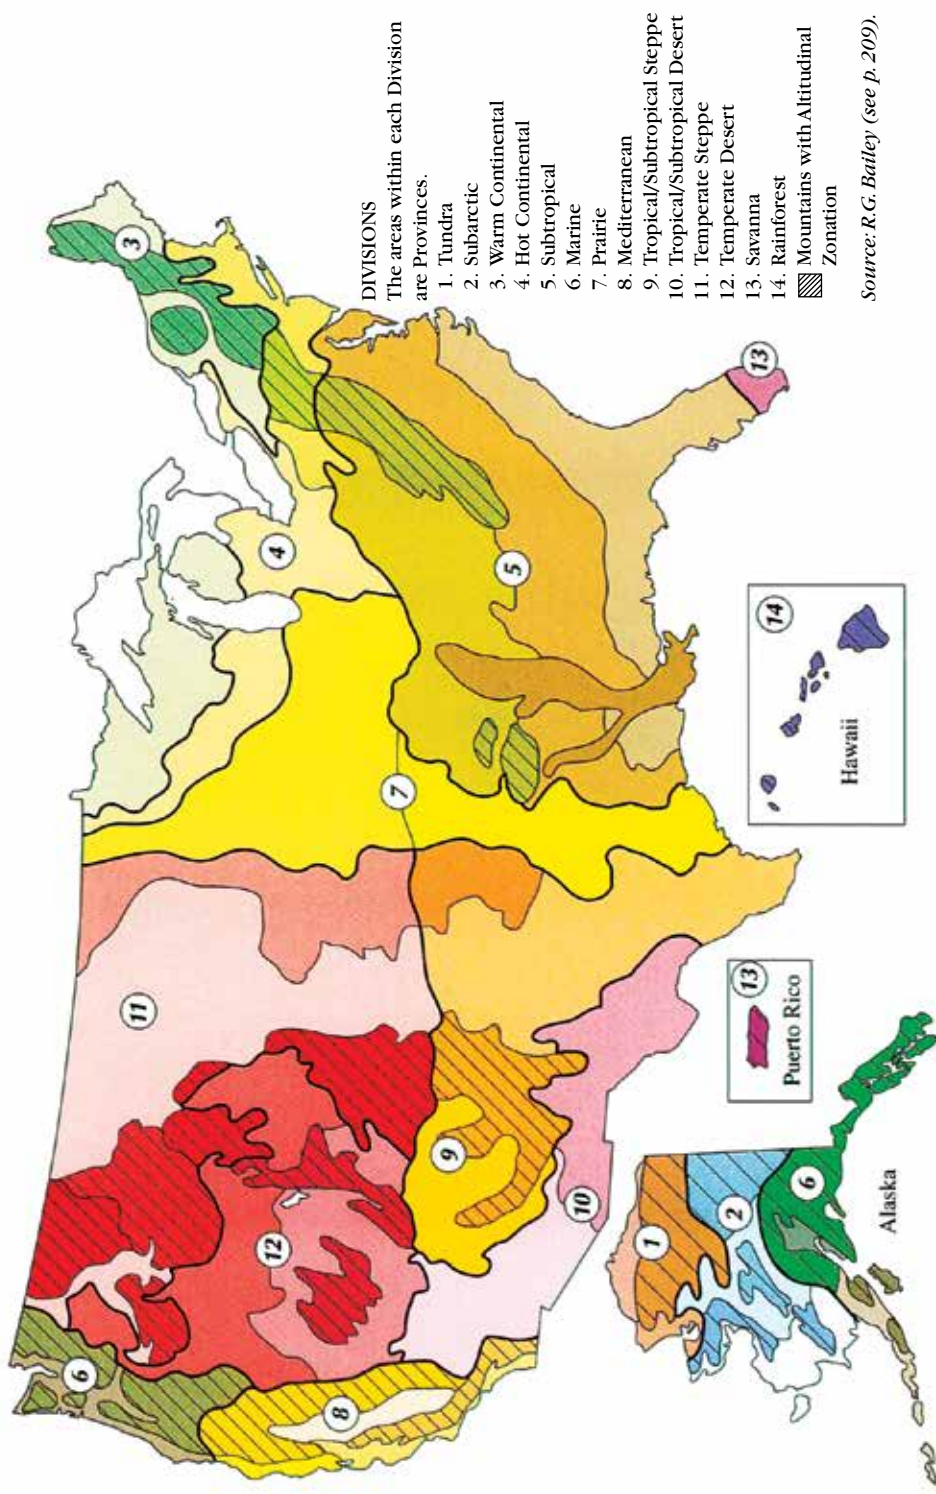 DIVISIONS
The areas within each Division
are Provinces.
1. Tundra
2. Subarctic
3. Warm Continental
4. Hot Continental
5. Subtropical
6. Marine
7. Prairie
8. Mediterranean
9. Tropical/Subtropical Steppe
10. Tropical/Subtropical Desert
11. Temperate Steppe
12. Temperate Desert
13. Savanna
14. Rainforest
Mountains with Altitudinal
Zonation
Source: R.G. Bailey (see p. 209).
6
11
3
12
7
4
8
9
5
10
13
1
2
6
Alaska
13
Puerto Rico
14
Hawaii